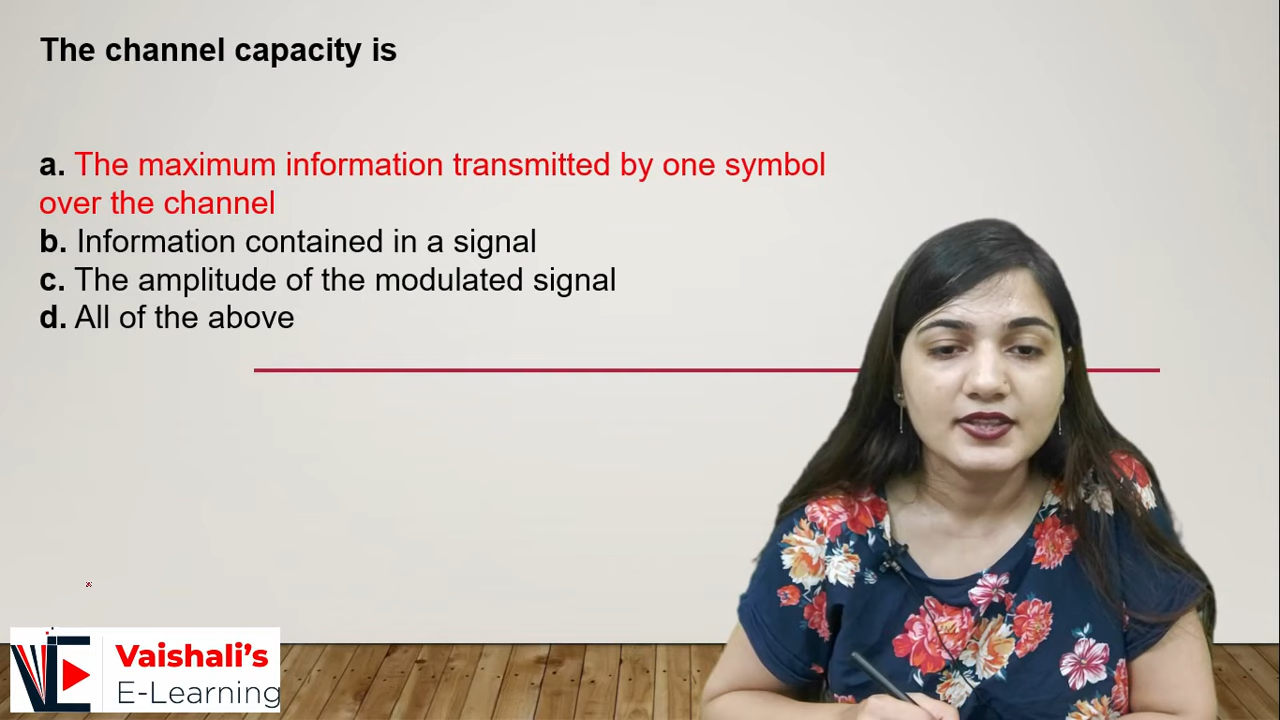 The channel capacity is
a. The maximum information transmitted by one symbol
over the channel
b. Information contained in a signal
c. The amplitude of the modulated signal
d. All of the above
VE
Vaishali's
E-Learning